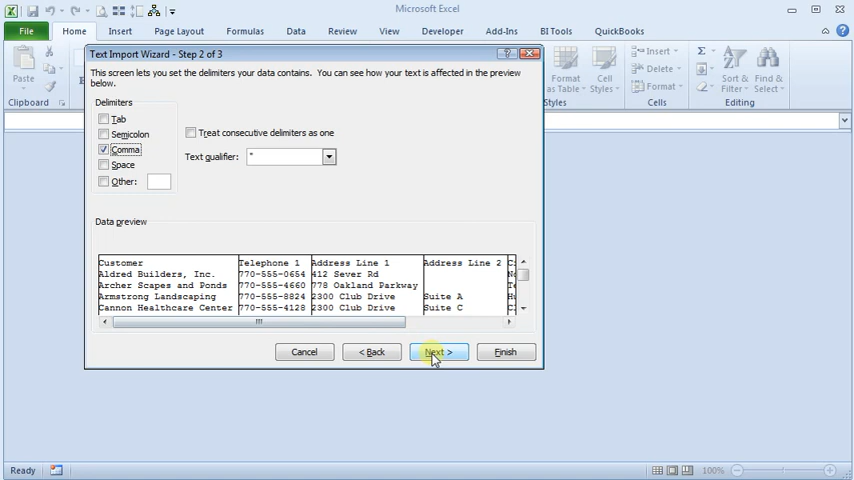 Microsoft Excel
File Home Insert Page Layout Formulas Data Review View Developer Add-Ins BI Tools QuickBooks
Paste
Clipboard
Format as Table
Cell Styles
Styles
Insert
Delete
Format
Cells
Sort & Filter
Find & Select
Editing
Text Import Wizard - Step 2 of 3
This screen lets you set the delimiters your data contains. You can see how your text is affected in the preview
below.
Delimiters
Tab
Semicolon
Comma
Space
Other:
Treat consecutive delimiters as one
Text qualifier: "
Data preview
Customer Telephone 1 Address Line 1 Address Line 2
Aldred Builders, Inc. 770-555-0654 412 Sever Rd
Archer Scapes and Ponds 770-555-4660 778 Oakland Parkway
Armstrong Landscaping 770-555-8824 2300 Club Drive Suite A
Cannon Healthcare Center 770-555-4128 2300 Club Drive Suite C
Cancel < Back Next > Finish
Ready 100%